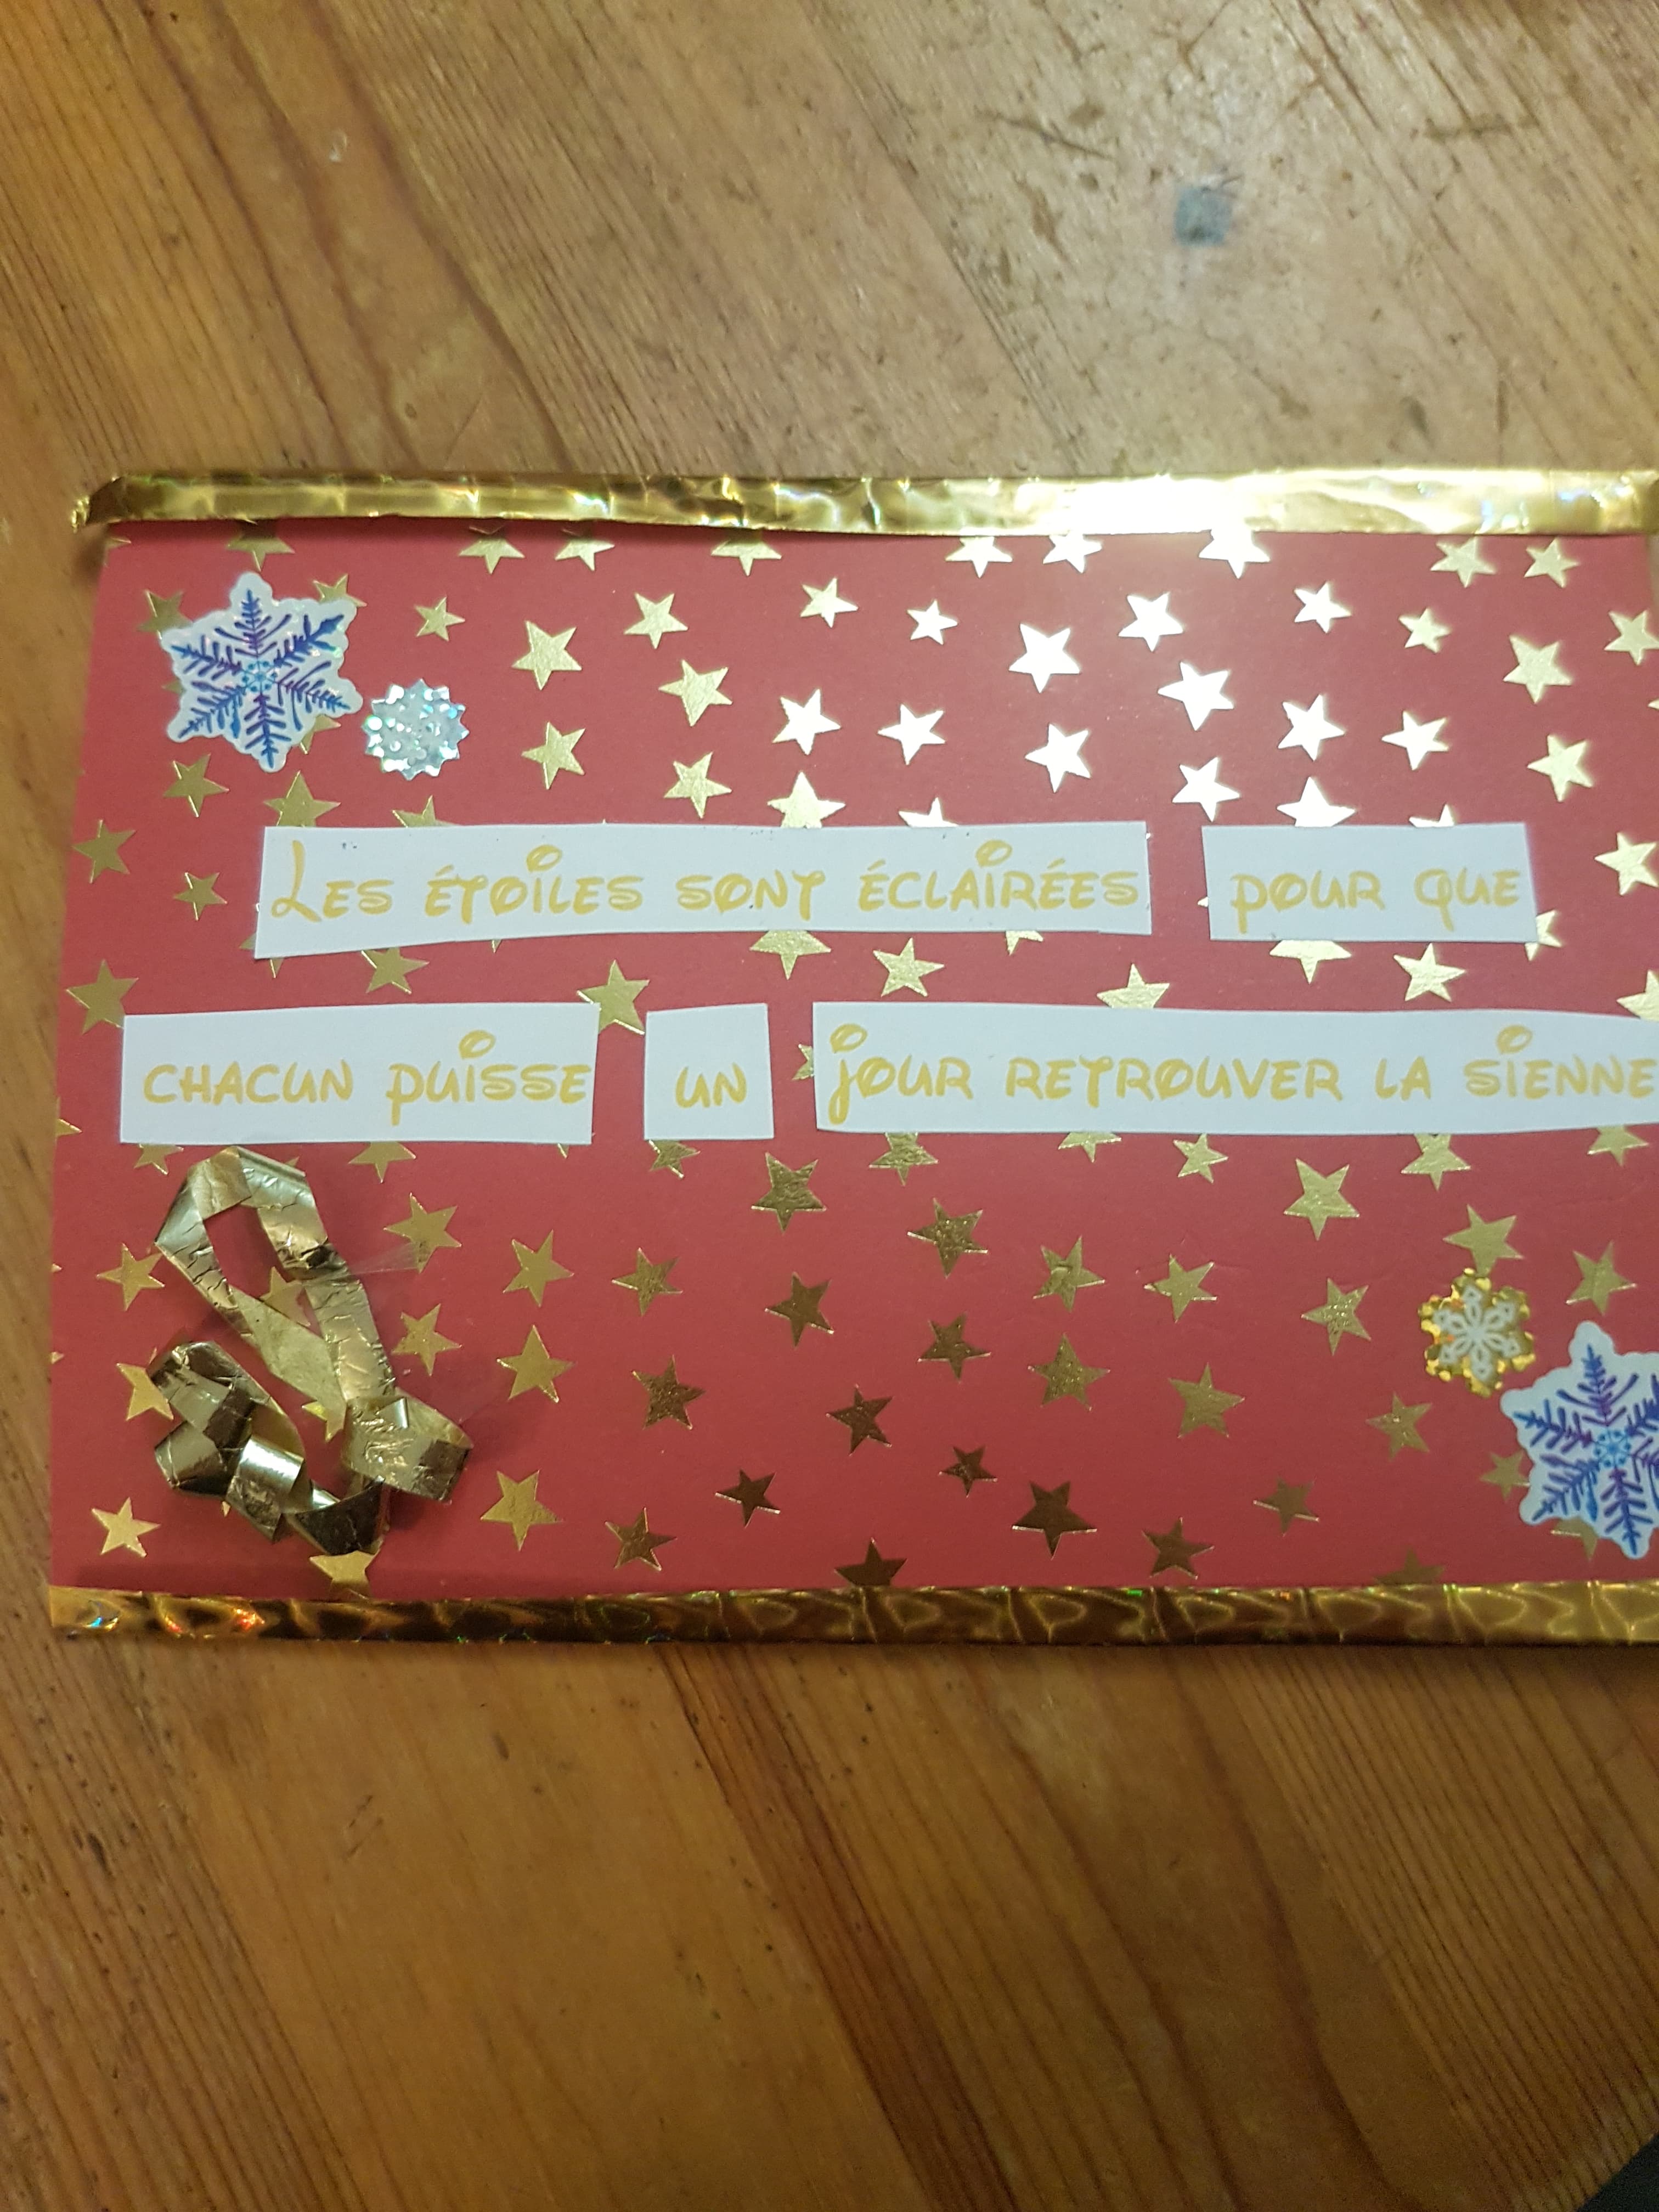 Les étoiles sont éclairées pour que
chacun puisse un jour retrouver la sienne